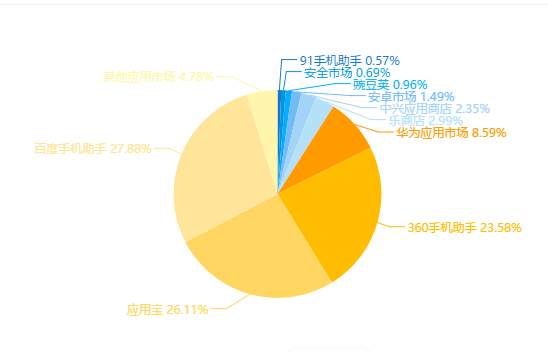 91手机助手 0.57%
安全市场 0.69%
其他应用市场 4.78%
豌豆荚 0.96%
安卓市场 1.49%
中兴应用商店 2.35%
乐商店 2.99%
华为应用市场 8.59%
百度手机助手 27.88%
360手机助手 23.58%
应用宝 26.11%